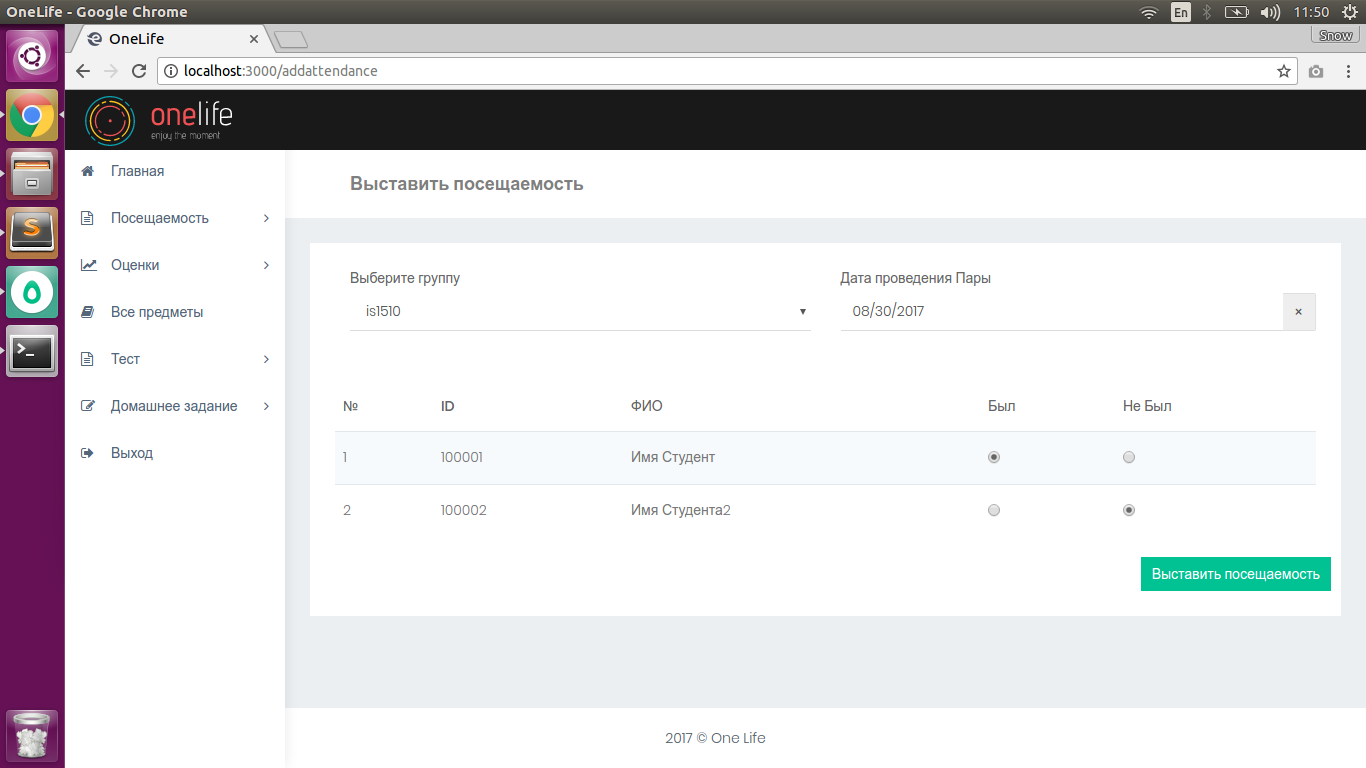 OneLife - Google Chrome
En
11:50
OneLife
Snow
localhost:3000/addattendance
onelife
enjoy the moment
Главная
Посещаемость
Оценки
Все предметы
Тест
Домашнее задание
Выход
Выставить посещаемость
Выберите группу
Дата проведения Пары
is1510
08/30/2017
№ ID ФИО Был Не Был
1 100001 Имя Студент
2 100002 Имя Студента2
Выставить посещаемость
2017 © One Life